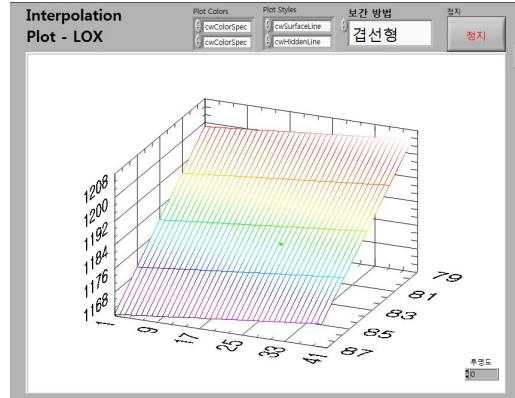 Interpolation
Plot - LOX
Plot Colors
cwColorSpec
cwColorSpec
Plot Styles
cwSurfaceLine
cwHiddenLine
보간 방법
겹선형
정지
정지
1208
1200
1192
1184
1176
1168
1
9
17
25
33
41
79
81
83
85
87
투명도
0